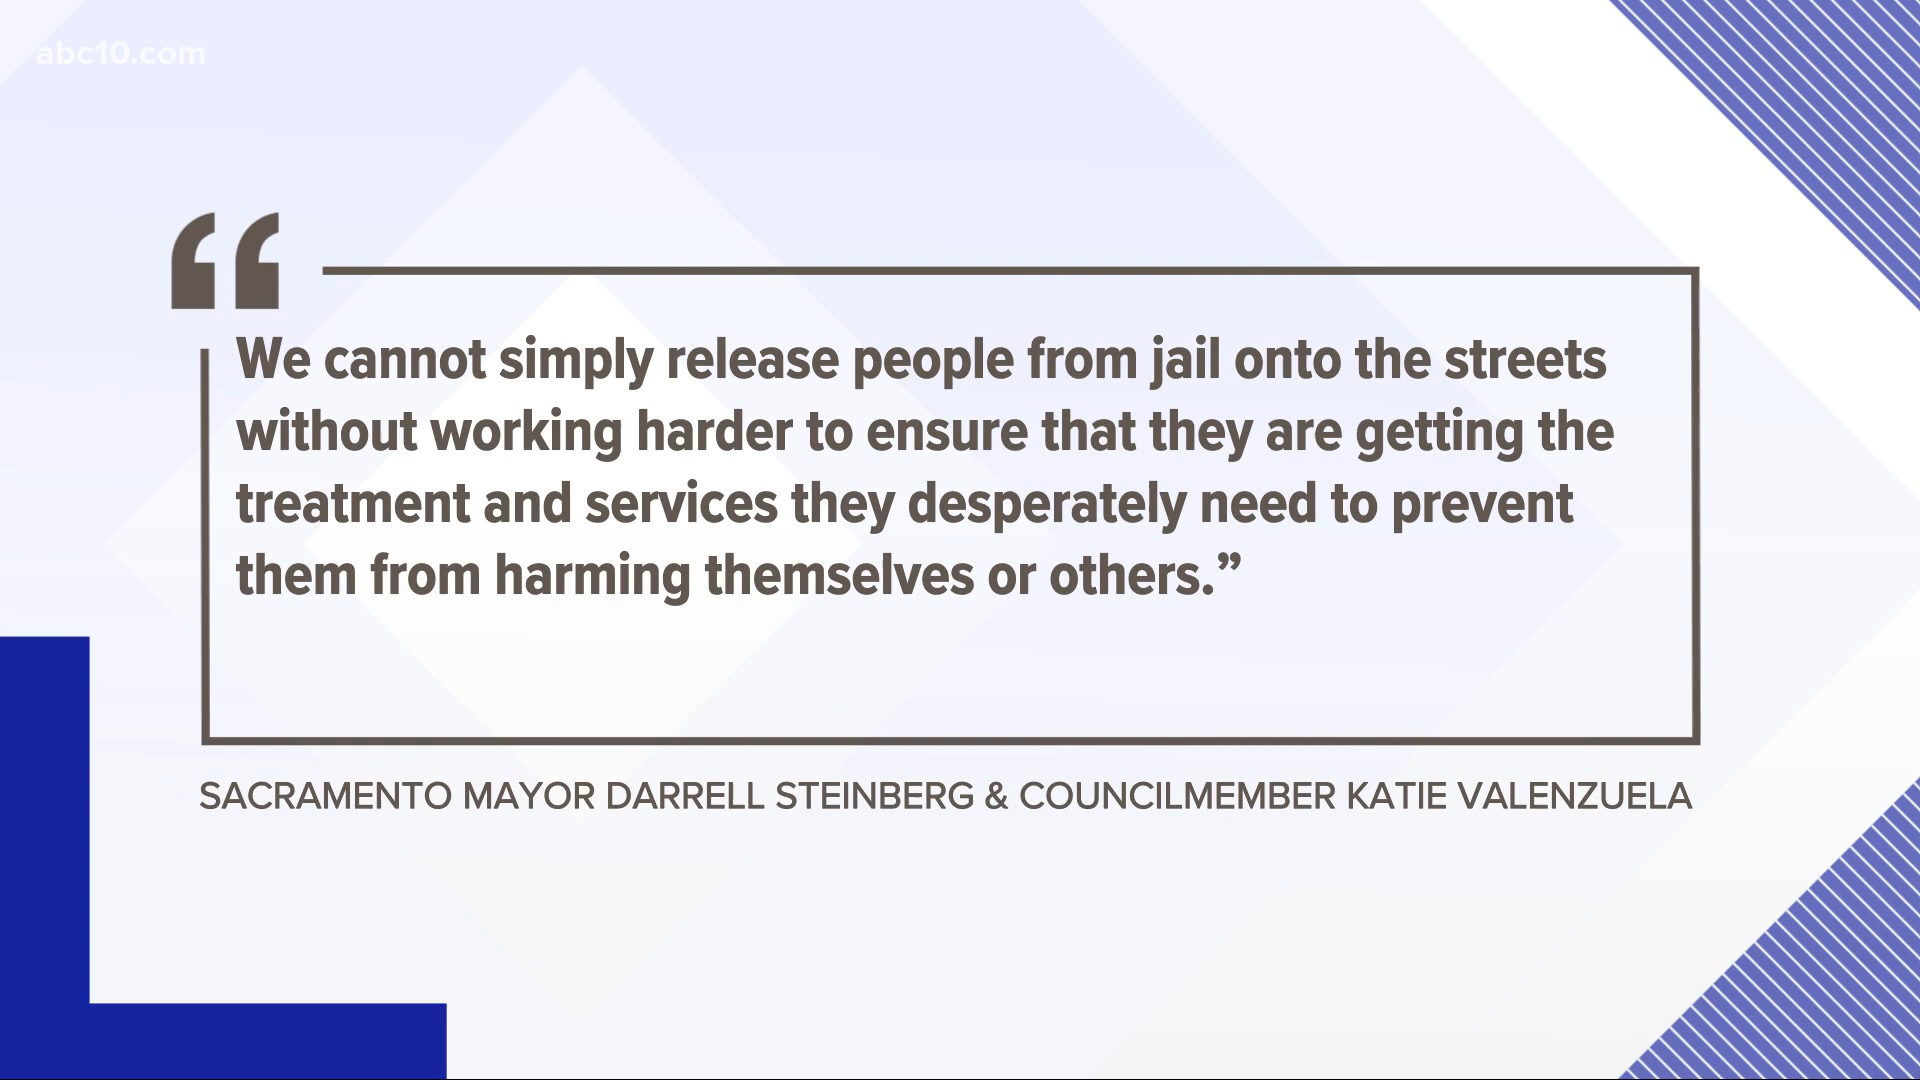 abc10.com
“
We cannot simply release people from jail onto the streets
without working harder to ensure that they are getting the
treatment and services they desperately need to prevent
them from harming themselves or others.”
SACRAMENTO MAYOR DARRELL STEINBERG & COUNCILMEMBER KATIE VALENZUELA